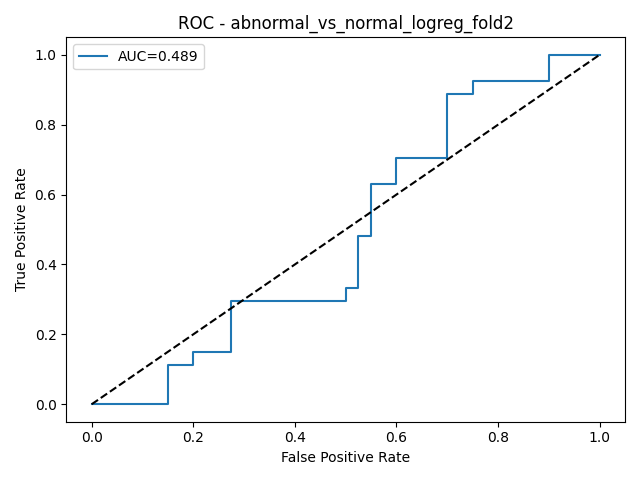 ROC - abnormal_vs_normal_logreg_fold2
AUC=0.489
True Positive Rate
1.0
0.8
0.6
0.4
0.2
0.0
0.0 0.2 0.4 0.6 0.8 1.0
False Positive Rate